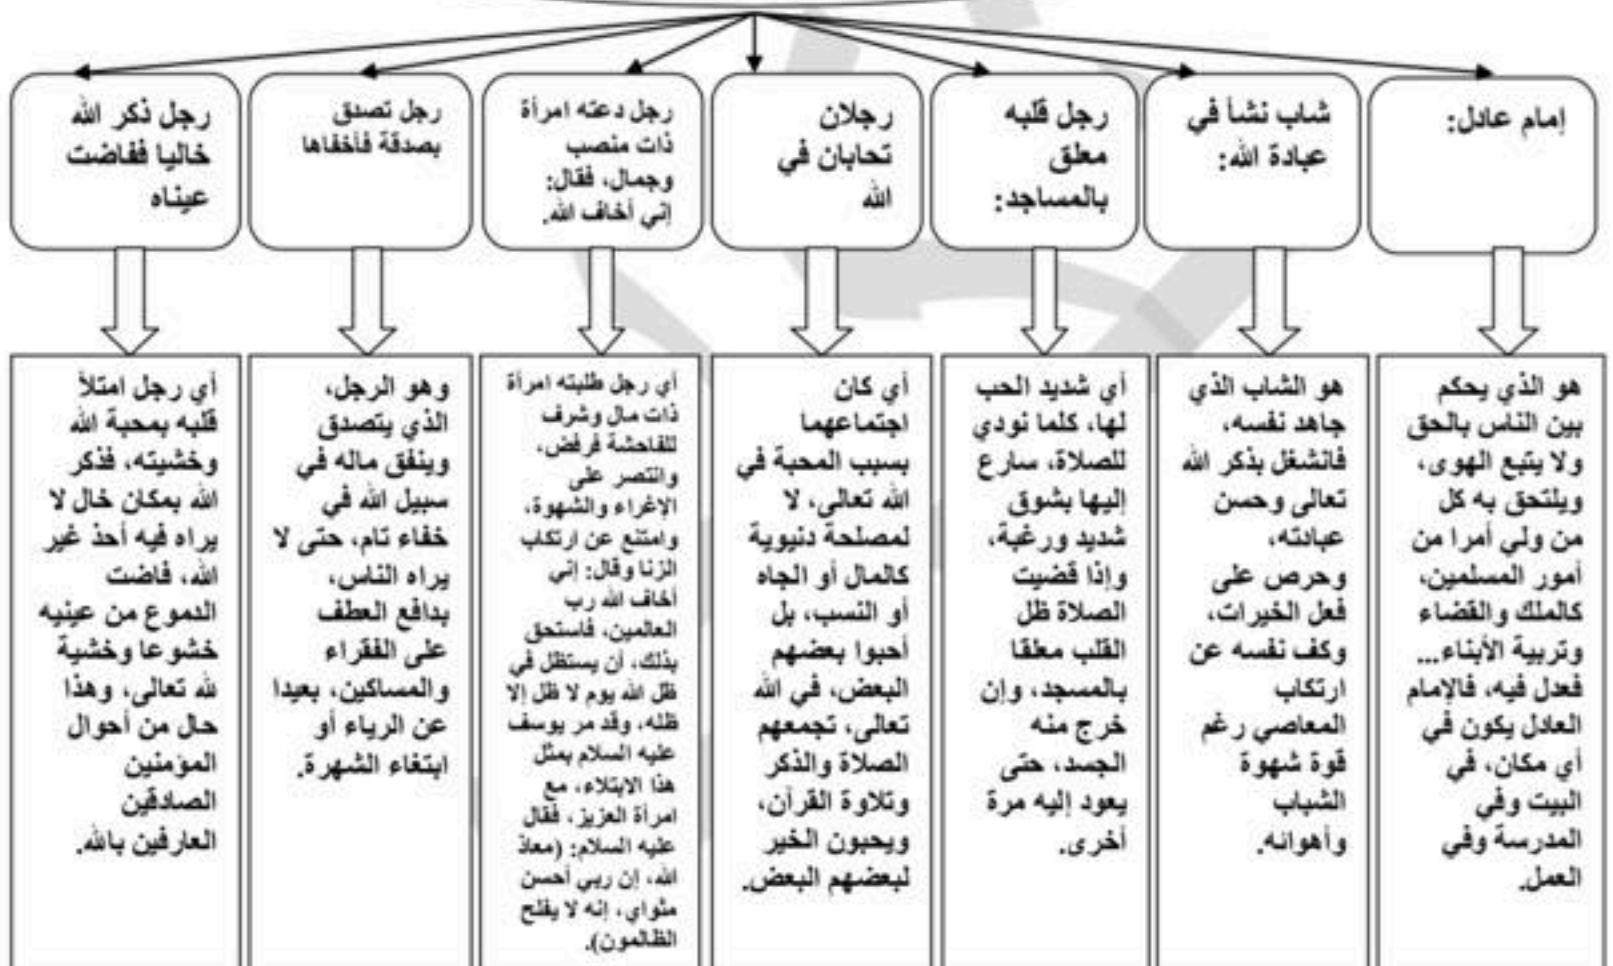 إمام عادل:
شاب نشأ في
عبادة الله:
رجل قلبه
معلق
بالمساجد:
رجلان
تحابان في
الله
رجل دعته امرأة
ذات منصب
وجمال، فقال:
إني أخاف الله.
رجل تصدق
بصدقة فأخفاها
رجل ذكر الله
خاليا ففاضت
عيناه
هو الذي يحكم
بين الناس بالحق
ولا يتبع الهوى،
ويلتحق به كل
من ولي أمرا من
أمور المسلمين،
كالملك والقضاء
وتربية الأبناء...
فعدل فيه، فالإمام
العادل يكون في
أي مكان، في
البيت وفي
المدرسة وفي
العمل.
هو الشاب الذي
جاهد نفسه،
فانشغل بذكر الله
تعالى وحسن
عبادته،
وحرص على
فعل الخيرات،
وكف نفسه عن
ارتكاب
المعاصي رغم
قوة شهوة
الشباب
وأهوائه.
أي شديد الحب
لها، كلما نودي
للصلاة، سارع
إليها بشوق
شديد ورغبة،
وإذا قضيت
الصلاة ظل
القلب معلقا
بالمسجد، وإن
خرج منه
الجسد، حتى
يعود إليه مرة
أخرى.
أي كان
اجتماعهما
بسبب المحبة في
الله تعالى، لا
لمصلحة دنيوية
كالمال أو الجاه
أو النسب، بل
أحبوا بعضهم
البعض، في الله
تعالى، تجمعهم
الصلاة والذكر
وتلاوة القرآن،
ويحبون الخير
لبعضهم البعض.
أي رجل طلبته امرأة
ذات مال وشرف
للفاحشة فرفض،
وانتصر على
الإغراء والشهوة،
وامتنع عن ارتكاب
الزنا وقال: إني
أخاف الله رب
العالمين، فاستحق
بذلك، أن يستظل في
ظل الله يوم لا ظل إلا
ظله، وقد مر يوسف
عليه السلام بمثل
هذا الابتلاء، مع
امرأة العزيز، فقال
عليه السلام: (معاذ
الله، إن ربي أحسن
مثواي، إنه لا يفلح
الظالمون).
وهو الرجل،
الذي يتصدق
وينفق ماله في
سبيل الله في
خفاء تام، حتى لا
يراه الناس،
بدافع العطف
على الفقراء
والمساكين، بعيدا
عن الرياء أو
ابتغاء الشهرة.
أي رجل امتلأ
قلبه بمحبة الله
وخشيته، فذكر
الله بمكان خال لا
يراه فيه أحذ غير
الله، فاضت
الدموع من عينيه
خشوعا وخشية
لله تعالى، وهذا
حال من أحوال
المؤمنين
الصادقين
العارفين بالله.